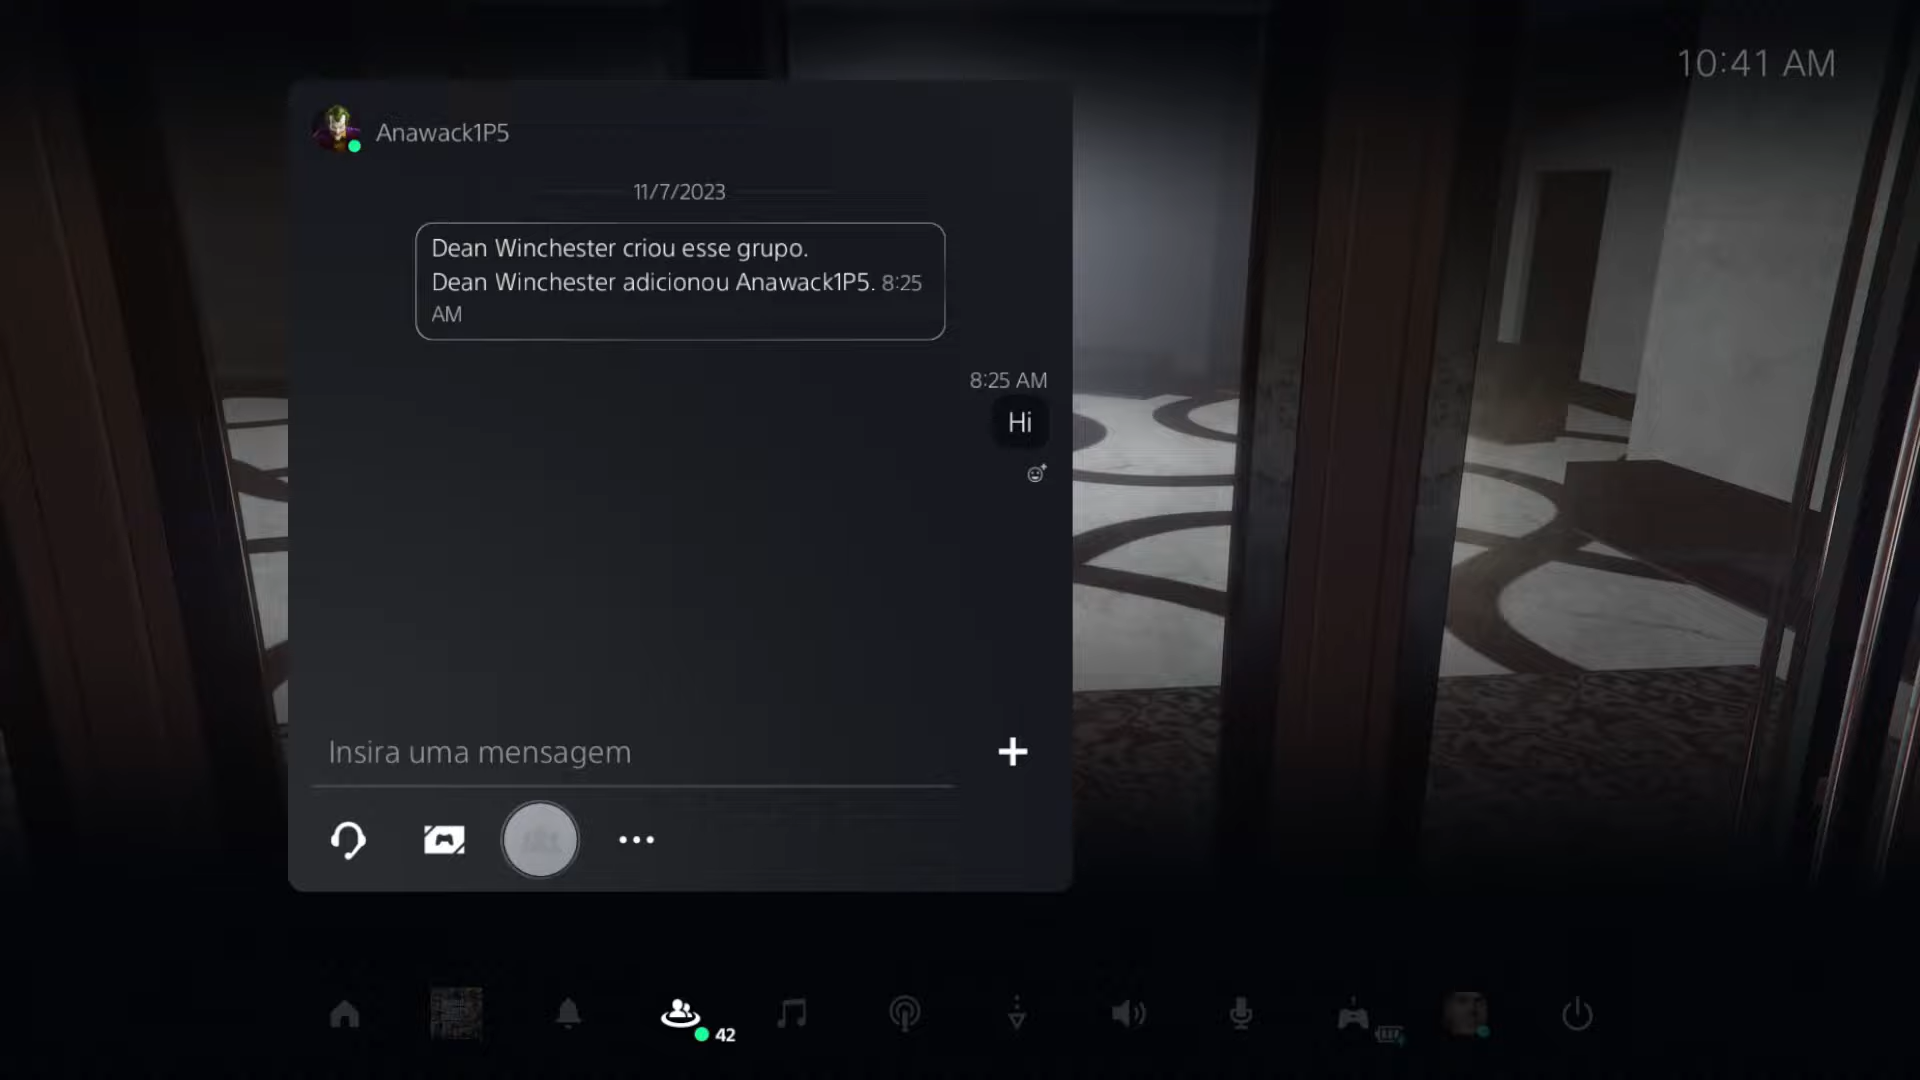 10:41 AM
Anawack1P5
11/7/2023
Dean Winchester criou esse grupo.
Dean Winchester adicionou Anawack1P5. 8:25
AM
8:25 AM
Hi
Insira uma mensagem
42